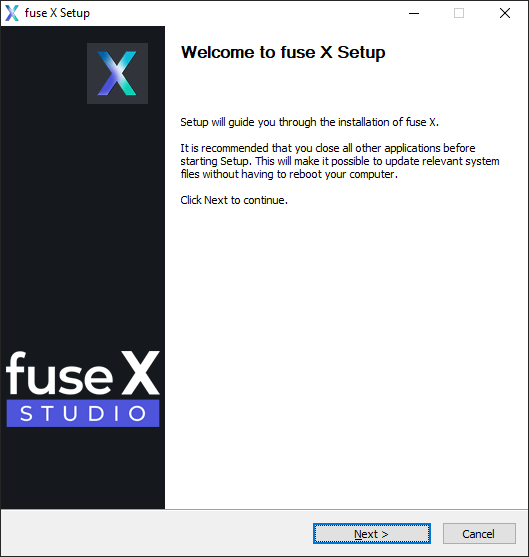 fuse X Setup
Welcome to fuse X Setup
Setup will guide you through the installation of fuse X.
It is recommended that you close all other applications before
starting Setup. This will make it possible to update relevant system
files without having to reboot your computer.
Click Next to continue.
fuse X
STUDIO
Next >
Cancel